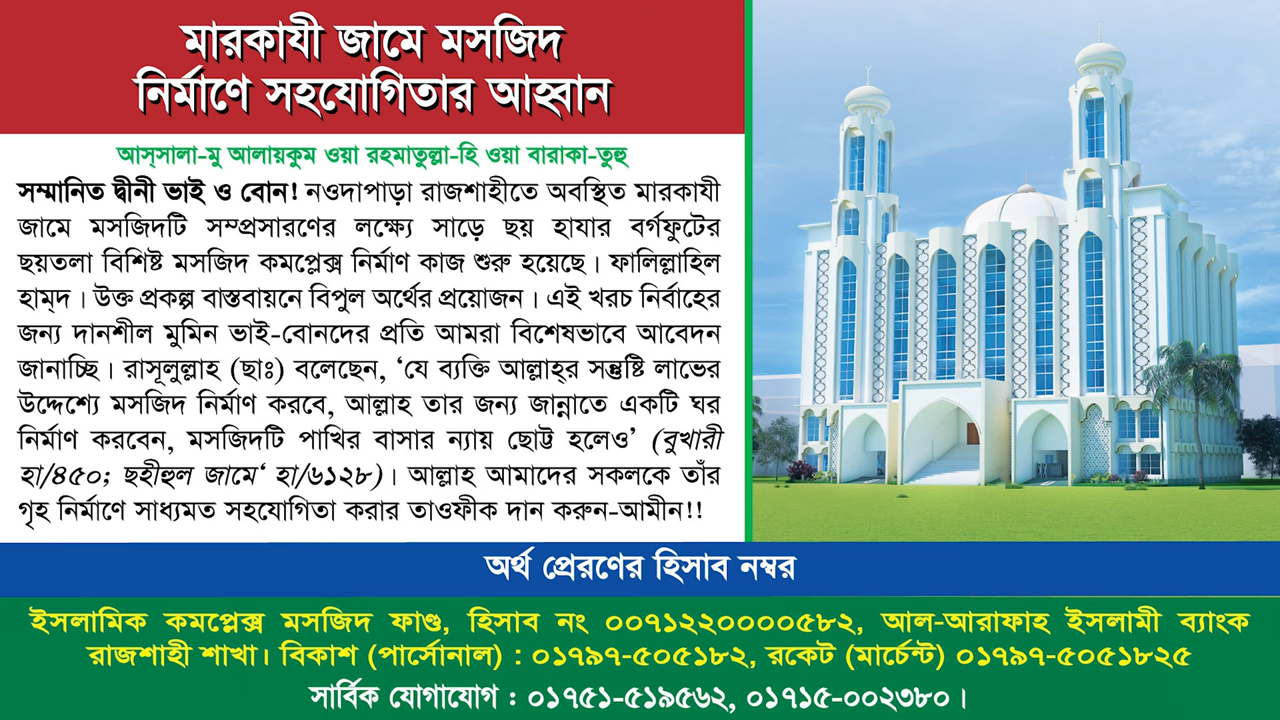 মারকাযী জামে মসজিদ
নির্মাণে সহযোগিতার আহ্বান
আস্সালা-মু আলায়কুম ওয়া রহমাতুল্লা-হি ওয়া বারাকা-তুহু
সম্মানিত দ্বীনী ভাই ও বোন! নওদাপাড়া রাজশাহীতে অবস্থিত মারকাযী
জামে মসজিদটি সম্প্রসারণের লক্ষ্যে সাড়ে ছয় হাযার বর্গফুটের
ছয়তলা বিশিষ্ট মসজিদ কমপ্লেক্স নির্মাণ কাজ শুরু হয়েছে। ফালিল্লাহিল
হাম্দ। উক্ত প্রকল্প বাস্তবায়নে বিপুল অর্থের প্রয়োজন। এই খরচ নির্বাহের
জন্য দানশীল মুমিন ভাই-বোনদের প্রতি আমরা বিশেষভাবে আবেদন
জানাচ্ছি। রাসূলুল্লাহ (ছাঃ) বলেছেন, ‘যে ব্যক্তি আল্লাহ্‌র সন্তুষ্টি লাভের
উদ্দেশ্যে মসজিদ নির্মাণ করবে, আল্লাহ তার জন্য জান্নাতে একটি ঘর
নির্মাণ করবেন, মসজিদটি পাখির বাসার ন্যায় ছোট্ট হলেও’ (বুখারী
হা/৪৫০; ছহীহুল জামে‘ হা/৬১২৮)। আল্লাহ আমাদের সকলকে তাঁর
গৃহ নির্মাণে সাধ্যমত সহযোগিতা করার তাওফীক দান করুন-আমীন!!
অর্থ প্রেরণের হিসাব নম্বর
ইসলামিক কমপ্লেক্স মসজিদ ফাণ্ড, হিসাব নং ০০৭১২২০০০০৫৮২, আল-আরাফাহ ইসলামী ব্যাংক
রাজশাহী শাখা। বিকাশ (পার্সোনাল) : ০১৭৯৭-৫০৫১৮২, রকেট (মার্চেন্ট) ০১৭৯৭-৫০৫১৮২৫
সার্বিক যোগাযোগ : ০১৭৫১-৫১৯৫৬২, ০১৭১৫-০০২৩৮০।